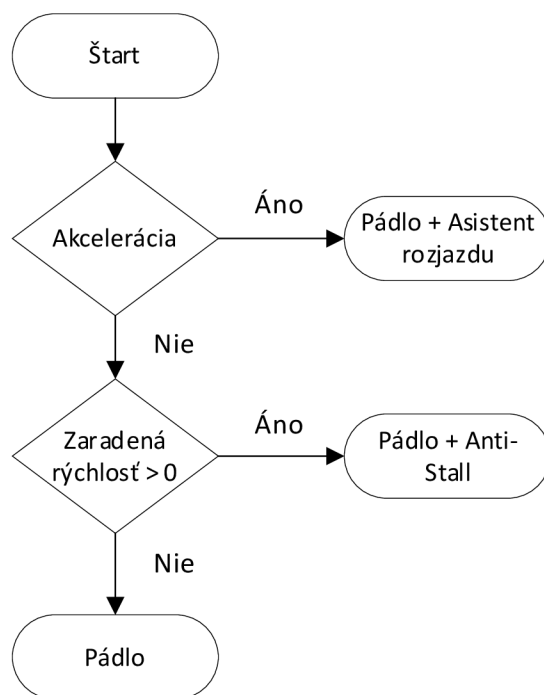 Štart
Akcelerácia
Áno
Pádlo + Asistent
rozjazdu
Nie
Zaradená
rýchlosť > 0
Áno
Pádlo + Anti-
Stall
Nie
Pádlo